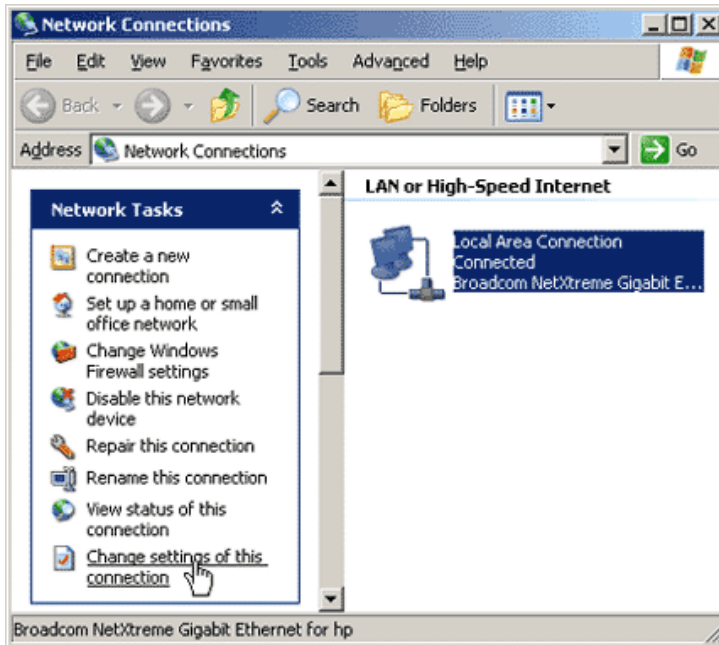 Network Connections
File Edit View Favorites Tools Advanced Help
Back Search Folders
Address Network Connections Go
Network Tasks
Create a new
connection
Set up a home or small
office network
Change Windows
Firewall settings
Disable this network
device
Repair this connection
Rename this connection
View status of this
connection
Change settings of this
connection
LAN or High-Speed Internet
Local Area Connection
Connected
Broadcom NetXtreme Gigabit E...
Broadcom NetXtreme Gigabit Ethernet for hp